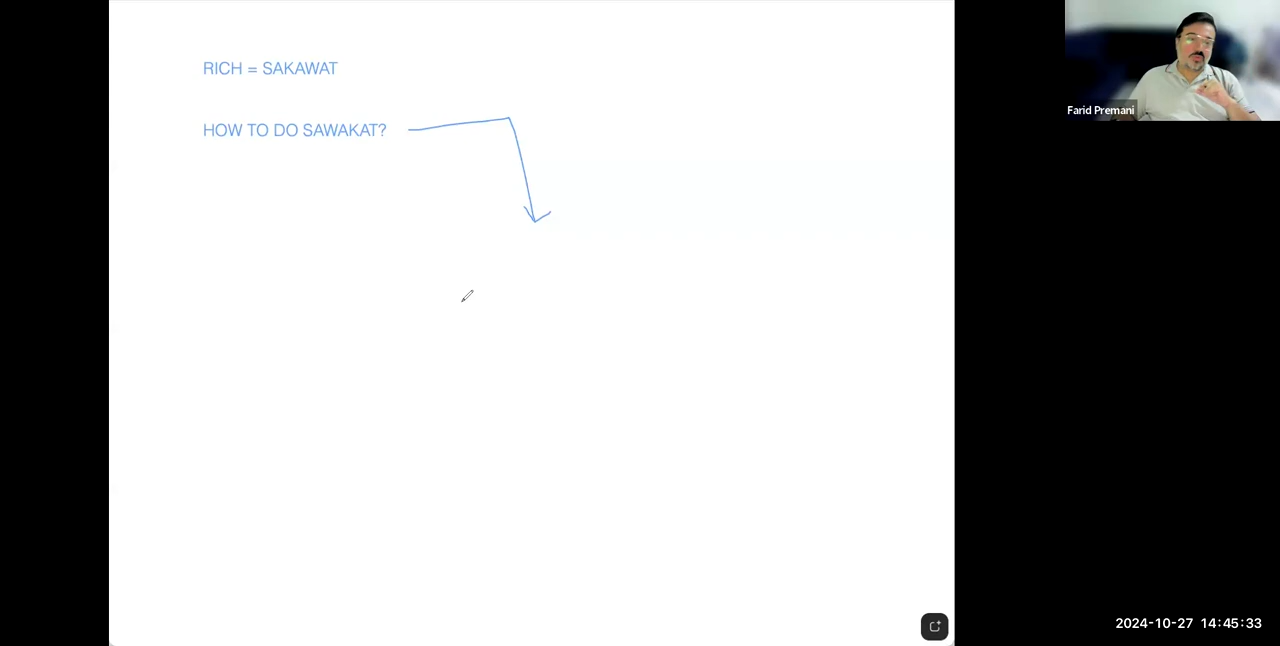 RICH = SAKAWAT
HOW TO DO SAWAKAT?
Farid Premani
2024-10-27 14:45:33